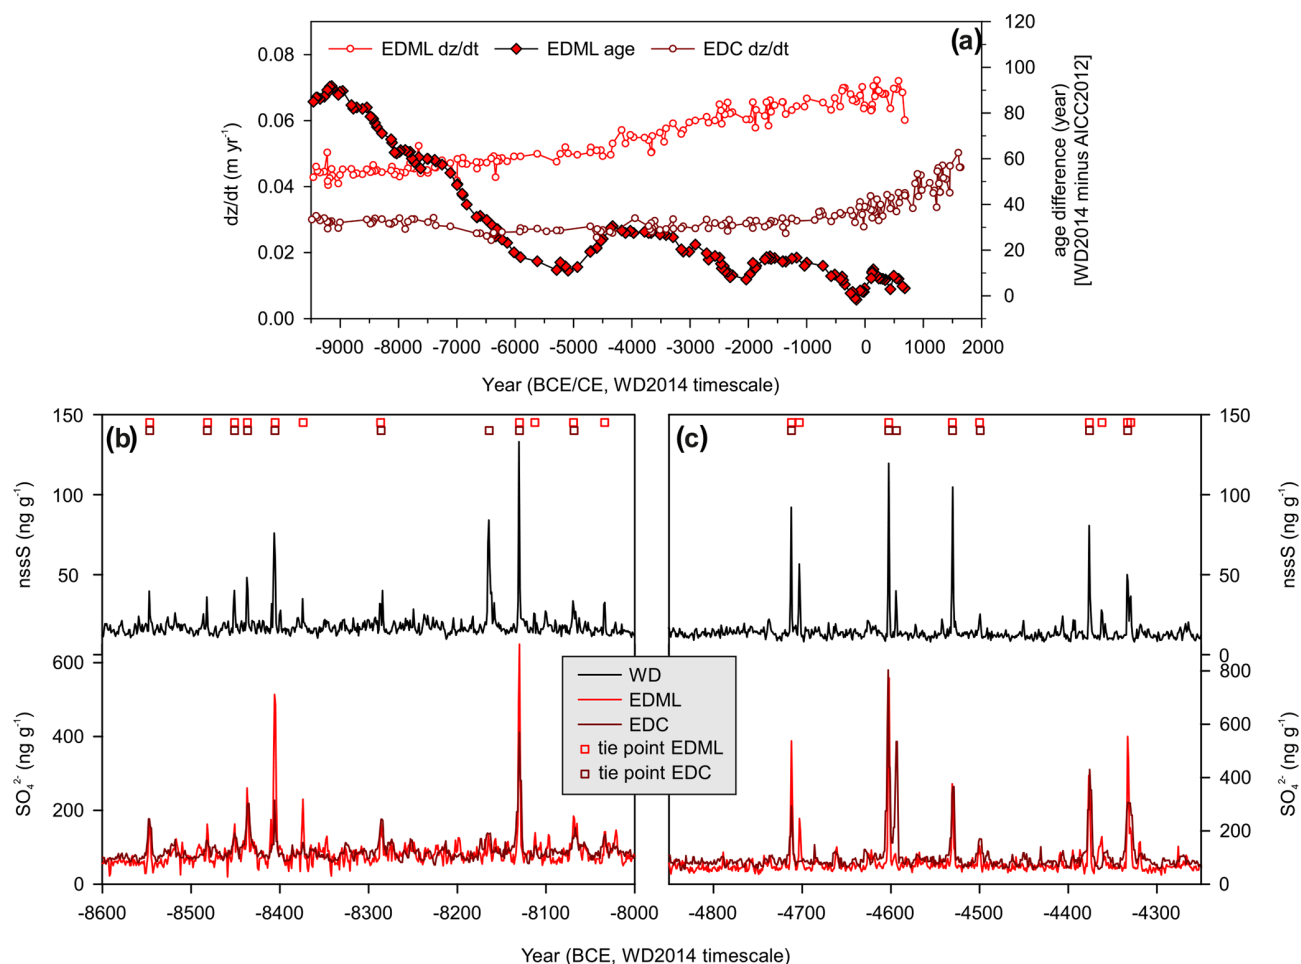 EDML dz/dt EDML age EDC dz/dt (a)
dz/dt (m yr-1)
0.08
0.06
0.04
0.02
0.00
120
100
80
60
40
20
0
age difference (year)
[WD2014 minus AICC2012]
-9000 -8000 -7000 -6000 -5000 -4000 -3000 -2000 -1000 0 1000 2000
Year (BCE/CE, WD2014 timescale)
(b)
(c)
nssS (ng g-1)
150
100
50
150
100
50
0
nssS (ng g-1)
WD
EDML
EDC
tie point EDML
tie point EDC
SO4 2- (ng g-1)
600
400
200
0
800
600
400
200
0
SO4 2- (ng g-1)
-8600 -8500 -8400 -8300 -8200 -8100 -8000
-4800 -4700 -4600 -4500 -4400 -4300
Year (BCE, WD2014 timescale)